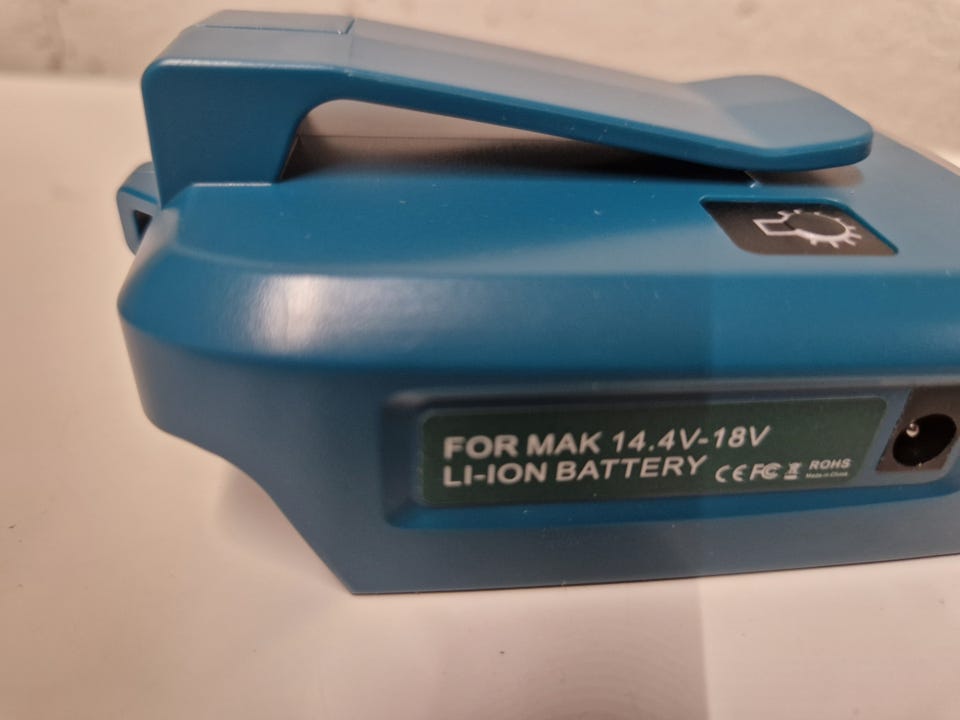 FOR MAK 14.4V-18V
LI-ION BATTERY CE FC ROHS
Made in China